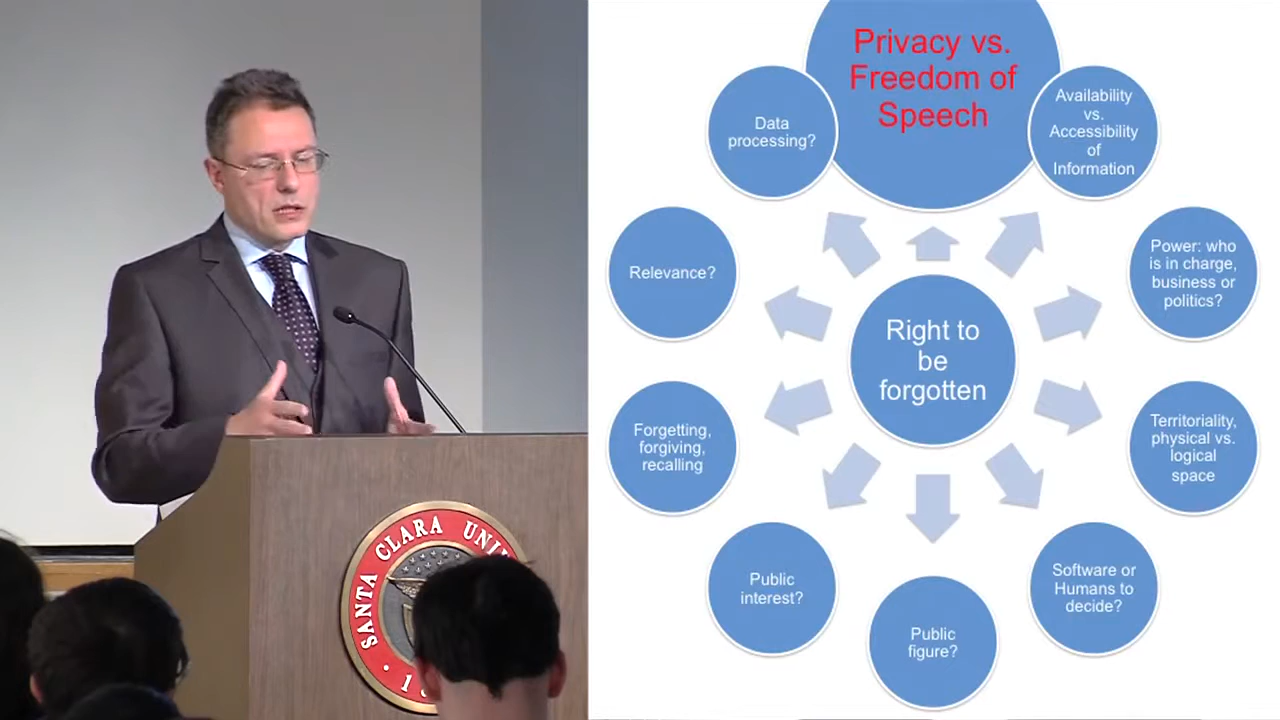 Privacy vs.
Freedom of
Speech
Availability
vs.
Accessibility
of
Information
Power: who
is in charge,
business or
politics?
Territoriality,
physical vs.
logical
space
Software or
Humans to
decide?
Public
figure?
Public
interest?
Forgetting,
forgiving,
recalling
Relevance?
Data
processing?
Right to
be
forgotten
SANTA CLARA UNI